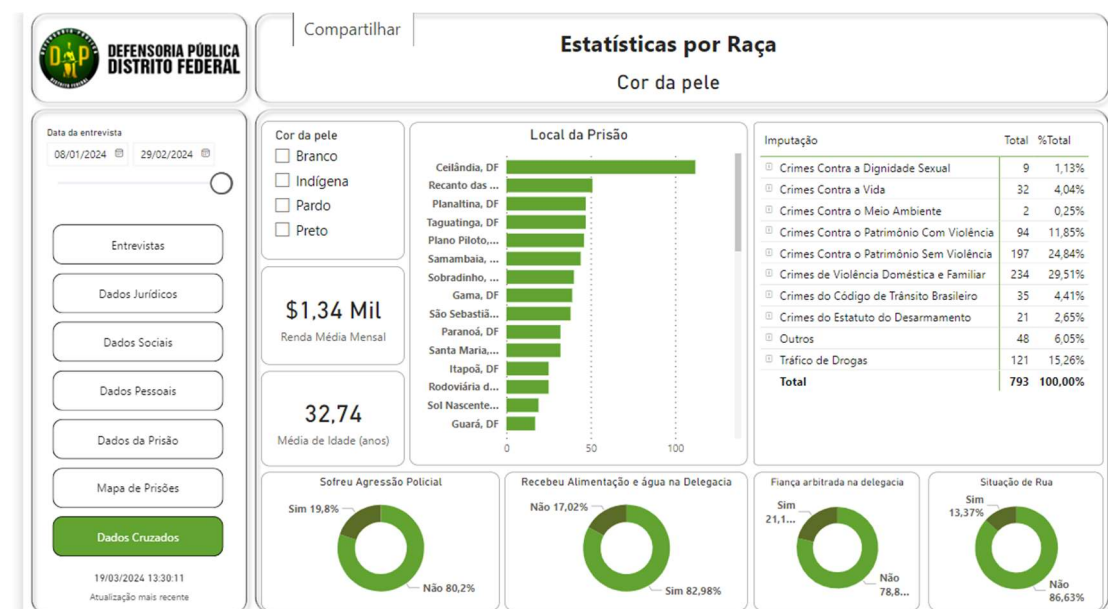 Compartilhar
DEFENSORIA PÚBLICA
DISTRITO FEDERAL
Estatísticas por Raça
Cor da pele
Data da entrevista
08/01/2024 29/02/2024
Entrevistas
Dados Jurídicos
Dados Sociais
Dados Pessoais
Dados da Prisão
Mapa de Prisões
Dados Cruzados
19/03/2024 13:30:11
Atualização mais recente
Cor da pele
Branco
Indígena
Pardo
Preto
$1,34 Mil
Renda Média Mensal
32,74
Média de Idade (anos)
Local da Prisão
Ceilândia, DF
Recanto das ...
Planaltina, DF
Taguatinga, DF
Plano Piloto,...
Samambaia, ...
Sobradinho, ...
Gama, DF
São Sebastiã...
Paranoá, DF
Santa Maria,...
Itapoã, DF
Rodoviária d...
Sol Nascente...
Guará, DF
0 50 100
Imputação Total %Total
Crimes Contra a Dignidade Sexual 9 1,13%
Crimes Contra a Vida 32 4,04%
Crimes Contra o Meio Ambiente 2 0,25%
Crimes Contra o Patrimônio Com Violência 94 11,85%
Crimes Contra o Patrimônio Sem Violência 197 24,84%
Crimes de Violência Doméstica e Familiar 234 29,51%
Crimes do Código de Trânsito Brasileiro 35 4,41%
Crimes do Estatuto do Desarmamento 21 2,65%
Outros 48 6,05%
Tráfico de Drogas 121 15,26%
Total 793 100,00%
Sofreu Agressão Policial
Sim 19,8%
Não 80,2%
Recebeu Alimentação e água na Delegacia
Não 17,02%
Sim 82,98%
Fiança arbitrada na delegacia
Sim
21,1...
Não
78,8...
Situação de Rua
Sim
13,37%
Não
86,63%